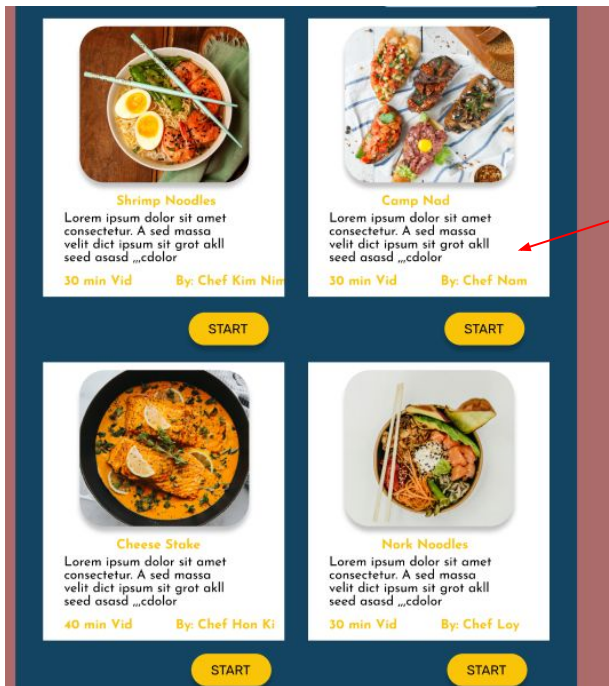 Shrimp Noodles
Lorem ipsum dolor sit amet
consectetur. A sed massa
velit dict ipsum sit grot akll
seed asasd ,,,cdolor
30 min Vid By: Chef Kim Nim
START
Camp Nad
Lorem ipsum dolor sit amet
consectetur. A sed massa
velit dict ipsum sit grot akll
seed asasd ,,,cdolor
30 min Vid By: Chef Nam
START
Cheese Stake
Lorem ipsum dolor sit amet
consectetur. A sed massa
velit dict ipsum sit grot akll
seed asasd ,,,cdolor
40 min Vid By: Chef Hon Ki
START
Nork Noodles
Lorem ipsum dolor sit amet
consectetur. A sed massa
velit dict ipsum sit grot akll
seed asasd ,,,cdolor
30 min Vid By: Chef Loy
START